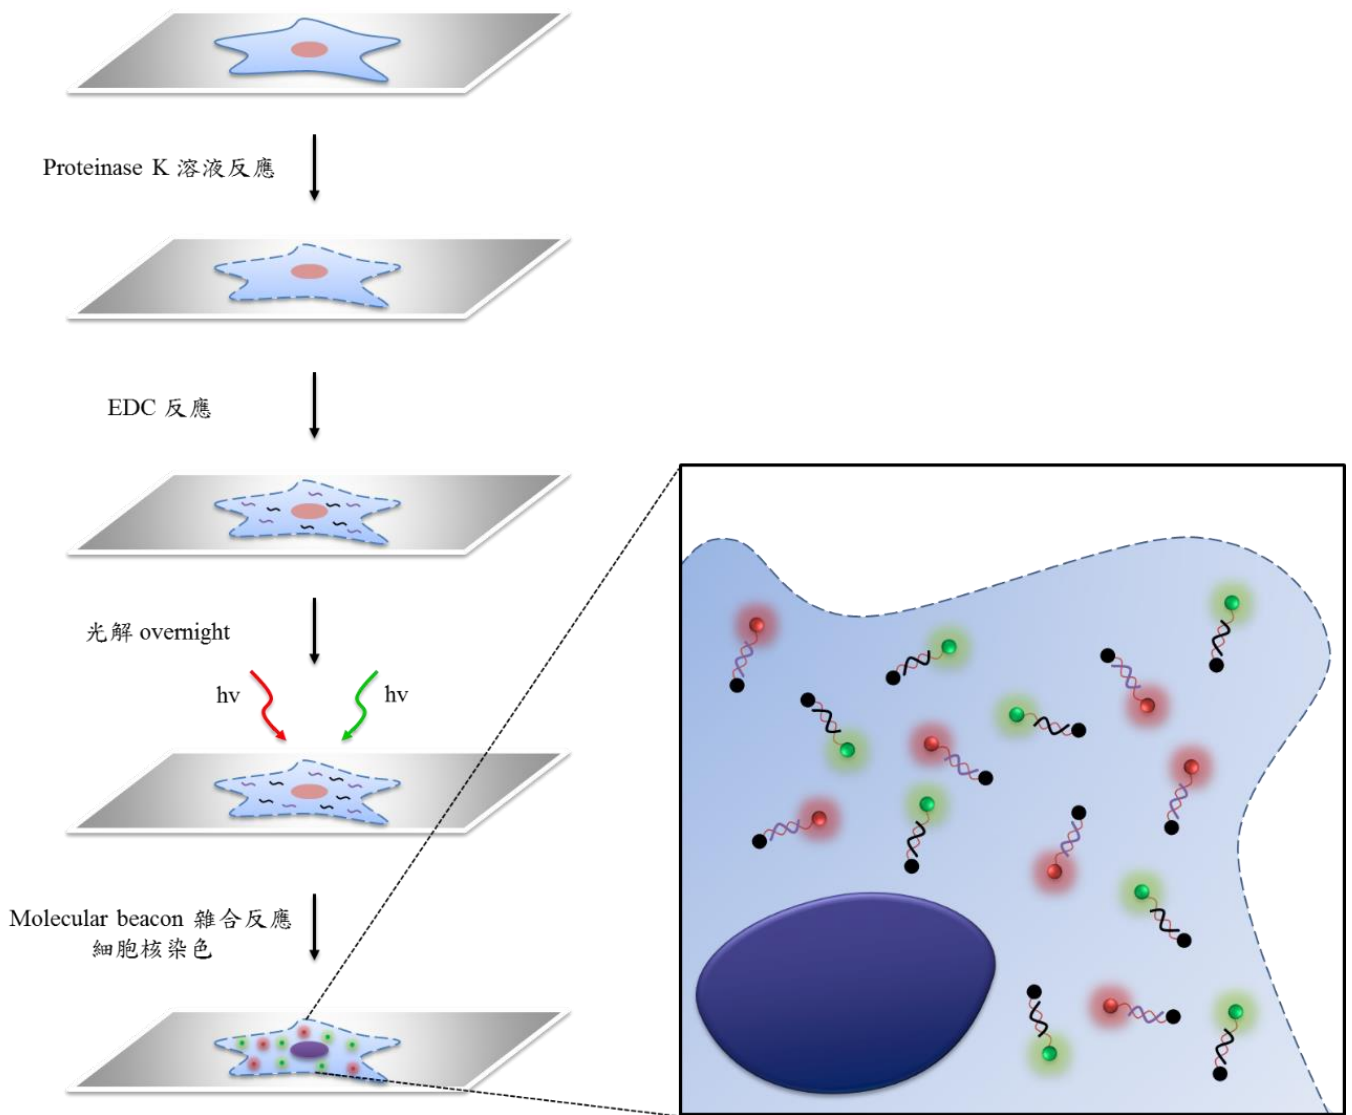 Proteinase K 溶液反應
EDC 反應
光解 overnight
hv
hv
Molecular beacon 雜合反應
細胞核染色